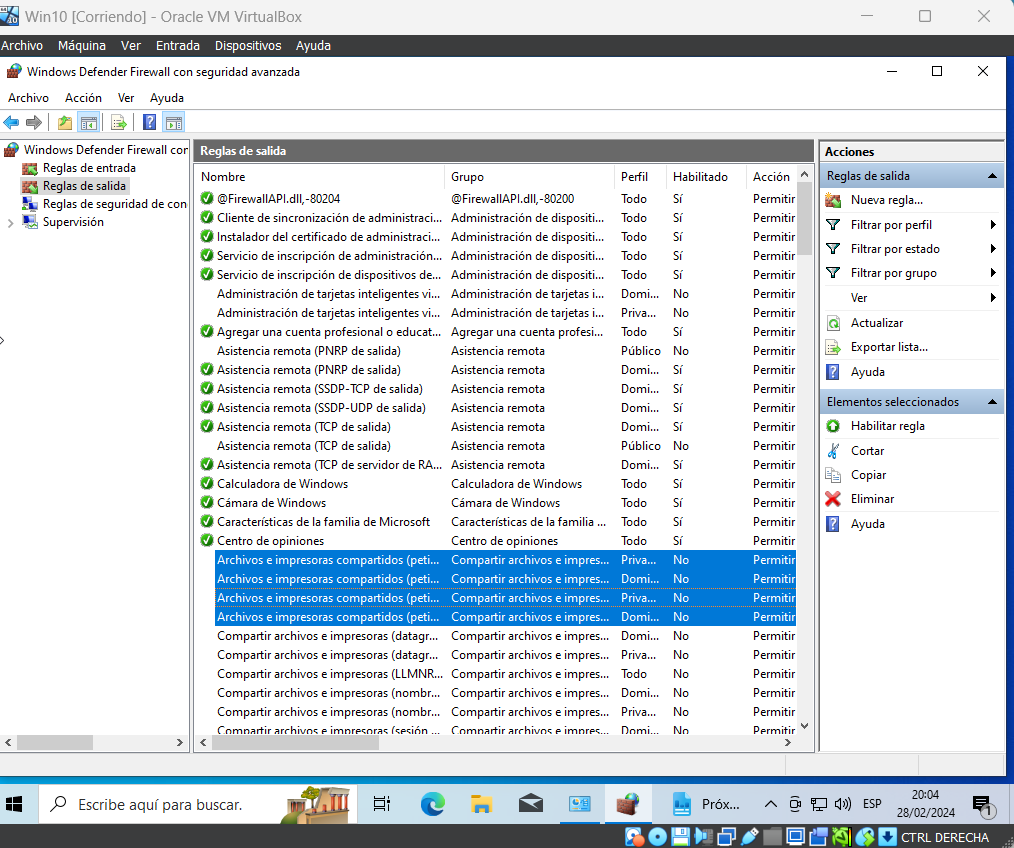 Win10 [Corriendo] - Oracle VM VirtualBox
Archivo Máquina Ver Entrada Dispositivos Ayuda
Windows Defender Firewall con seguridad avanzada
Archivo Acción Ver Ayuda
Windows Defender Firewall con
Reglas de entrada
Reglas de salida
Reglas de seguridad de con
Supervisión
Reglas de salida
Nombre Grupo Perfil Habilitado Acción
@FirewallAPI.dll,-80204 @FirewallAPI.dll,-80200 Todo Sí Permitir
Cliente de sincronización de administraci... Administración de dispositi... Todo Sí Permitir
Instalador del certificado de administraci... Administración de dispositi... Todo Sí Permitir
Servicio de inscripción de administración... Administración de dispositi... Todo Sí Permitir
Servicio de inscripción de dispositivos de... Administración de dispositi... Todo Sí Permitir
Administración de tarjetas inteligentes vi... Administración de tarjetas i... Domi... No Permitir
Administración de tarjetas inteligentes vi... Administración de tarjetas i... Priva... No Permitir
Agregar una cuenta profesional o educat... Agregar una cuenta profesi... Todo Sí Permitir
Asistencia remota (PNRP de salida) Asistencia remota Público No Permitir
Asistencia remota (PNRP de salida) Asistencia remota Domi... Sí Permitir
Asistencia remota (SSDP-TCP de salida) Asistencia remota Domi... Sí Permitir
Asistencia remota (SSDP-UDP de salida) Asistencia remota Domi... Sí Permitir
Asistencia remota (TCP de salida) Asistencia remota Domi... Sí Permitir
Asistencia remota (TCP de salida) Asistencia remota Público No Permitir
Asistencia remota (TCP de servidor de RA... Asistencia remota Domi... Sí Permitir
Calculadora de Windows Calculadora de Windows Todo Sí Permitir
Cámara de Windows Cámara de Windows Todo Sí Permitir
Características de la familia de Microsoft Características de la familia ... Todo Sí Permitir
Centro de opiniones Centro de opiniones Todo Sí Permitir
Archivos e impresoras compartidos (peti... Compartir archivos e impres... Priva... No Permitir
Archivos e impresoras compartidos (peti... Compartir archivos e impres... Domi... No Permitir
Archivos e impresoras compartidos (peti... Compartir archivos e impres... Priva... No Permitir
Archivos e impresoras compartidos (peti... Compartir archivos e impres... Domi... No Permitir
Compartir archivos e impresoras (datagr... Compartir archivos e impres... Domi... No Permitir
Compartir archivos e impresoras (datagr... Compartir archivos e impres... Priva... No Permitir
Compartir archivos e impresoras (LLMNR... Compartir archivos e impres... Todo No Permitir
Compartir archivos e impresoras (nombr... Compartir archivos e impres... Domi... No Permitir
Compartir archivos e impresoras (nombr... Compartir archivos e impres... Priva... No Permitir
Compartir archivos e impresoras (sesión ... Compartir archivos e impres... Domi... No Permitir
Acciones
Reglas de salida
Nueva regla...
Filtrar por perfil
Filtrar por estado
Filtrar por grupo
Ver
Actualizar
Exportar lista...
Ayuda
Elementos seleccionados
Habilitar regla
Cortar
Copiar
Eliminar
Ayuda
Escribe aquí para buscar.
Próx...
ESP
20:04
28/02/2024
1
CTRL DERECHA